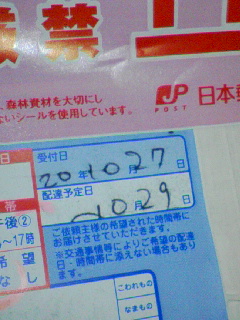 厳禁
、森林資材を大切にし
ないシールを使用しています。
JP
POST
日本郵
日
受付日
20年10月27日
配達予定日
10月29日
帯
午後②
~17時
希望
なし
ご依頼主様の希望された時間帯に
お届けさせていただきます。
※交通事情等によりご希望の配達
日・時間帯に添えない場合もあり
ます。
こわれもの
なまもの